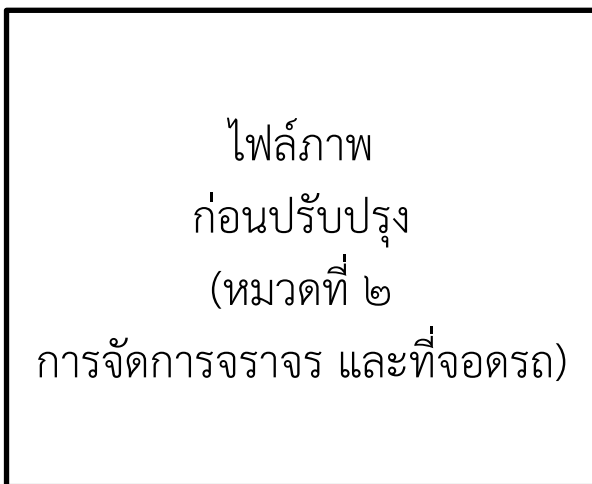 ไฟล์ภาพ
ก่อนปรับปรุง
(หมวดที่ ๒
การจัดการจราจร และที่จอดรถ)